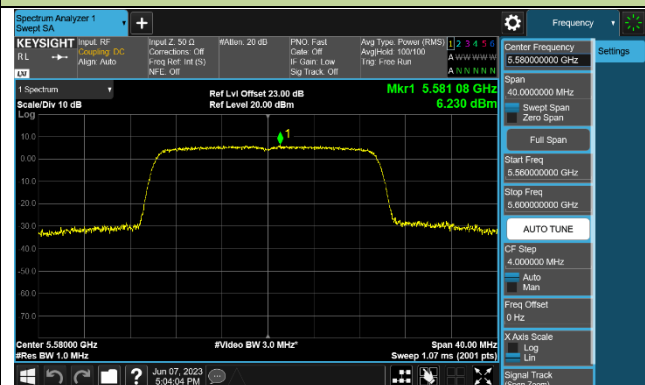 Spectrum Analyzer 1
Swept SA
+
Frequency
KEYSIGHT
RL
LXI
Input: RF
Coupling: DC
Align: Auto
Input Z: 50 Ω
Corrections: Off
Freq Ref: Int (S)
NFE: Off
#Atten: 20 dB
PNO: Fast
Gate: Off
IF Gain: Low
Sig Track: Off
Avg Type: Power (RMS)
Avg|Hold: 100/100
Trig: Free Run
1 2 3 4 5 6
A W W W W W
A N N N N N
1 Spectrum
Scale/Div 10 dB
Log
Ref Lvl Offset 23.00 dB
Ref Level 20.00 dBm
Mkr1 5.581 08 GHz
6.230 dBm
1
10.0
0.00
-10.0
-20.0
-30.0
-40.0
-50.0
-60.0
-70.0
Center 5.58000 GHz
#Res BW 1.0 MHz
#Video BW 3.0 MHz*
Span 40.00 MHz
Sweep 1.07 ms (2001 pts)
?
Jun 07, 2023
5:04:04 PM
Center Frequency
5.580000000 GHz
Span
40.0000000 MHz
Swept Span
Zero Span
Full Span
Start Freq
5.560000000 GHz
Stop Freq
5.600000000 GHz
AUTO TUNE
CF Step
4.000000 MHz
Auto
Man
Freq Offset
0 Hz
X Axis Scale
Log
Lin
Signal Track
(Span Zoom)
Settings